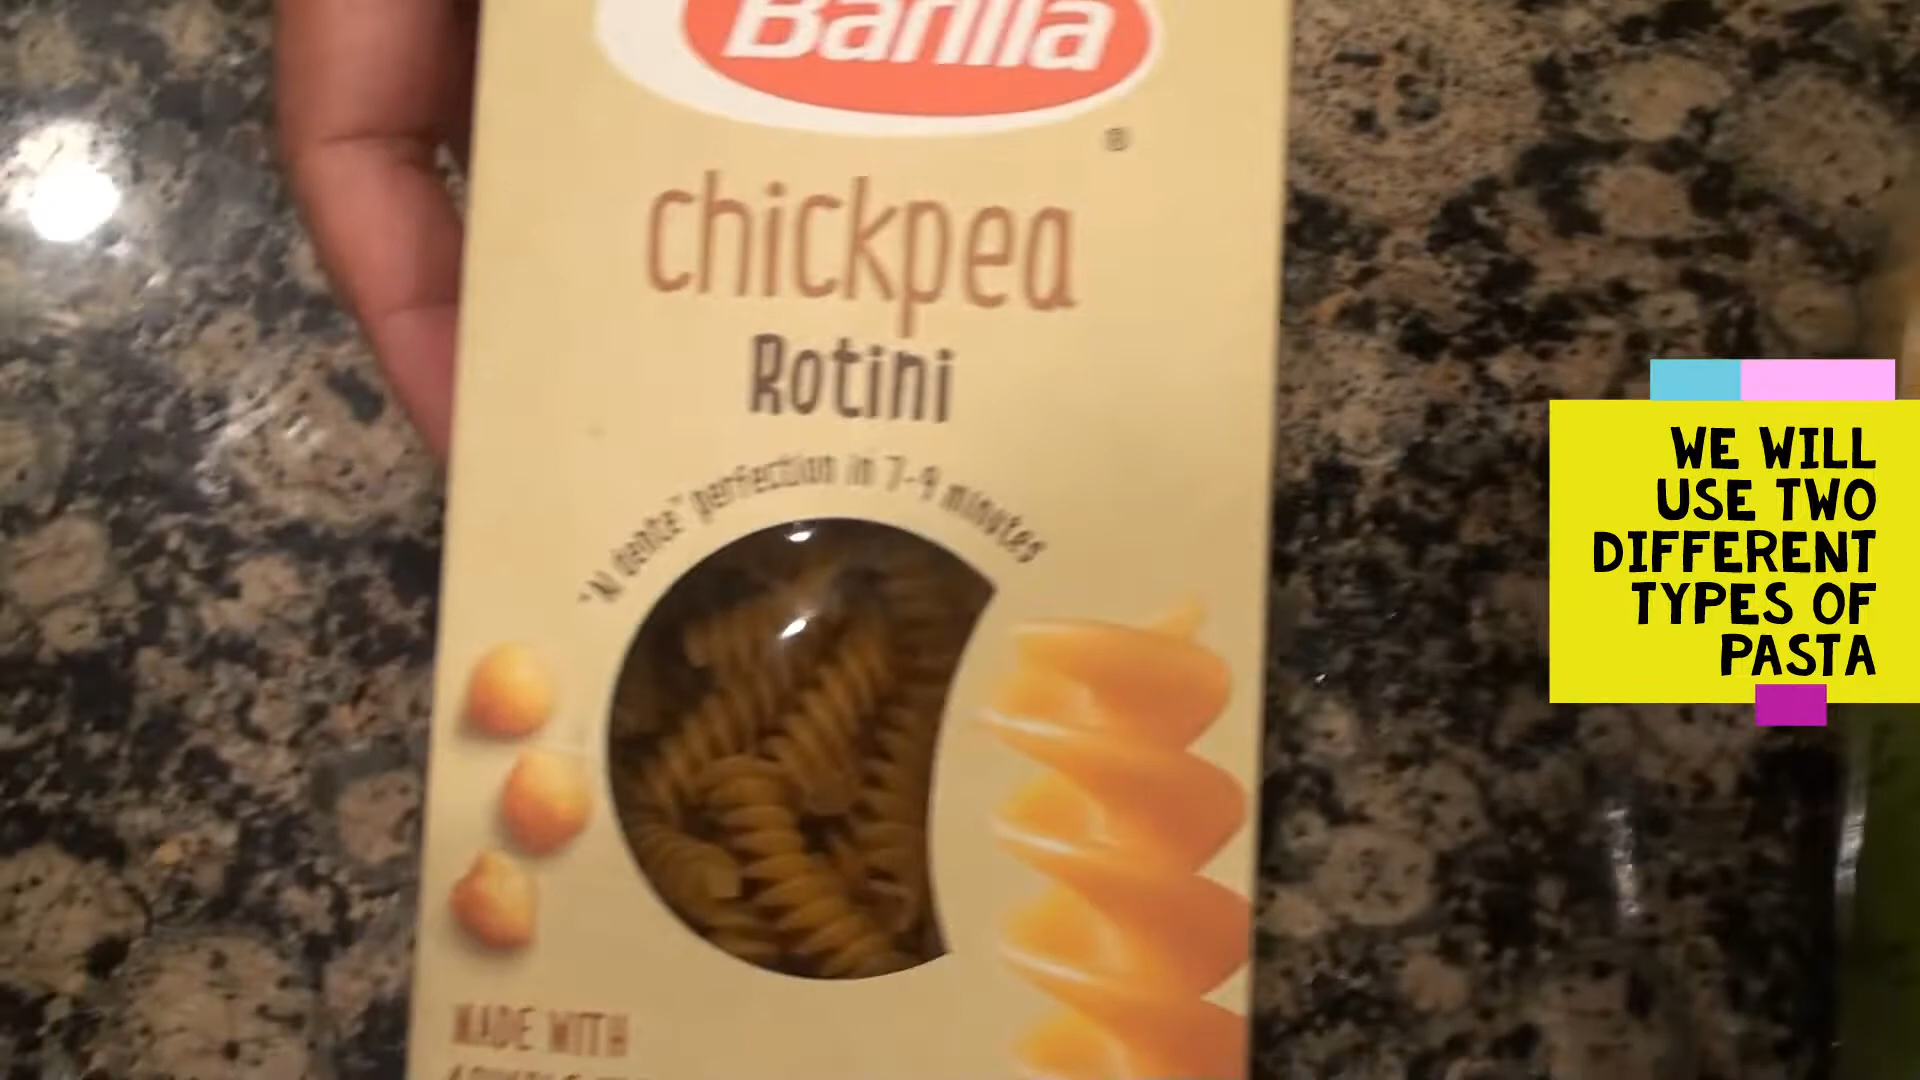 Barilla
®
chickpea
Rotini
"Al dente" perfection in 7-9 minutes
MADE WITH
WE WILL
USE TWO
DIFFERENT
TYPES OF
PASTA